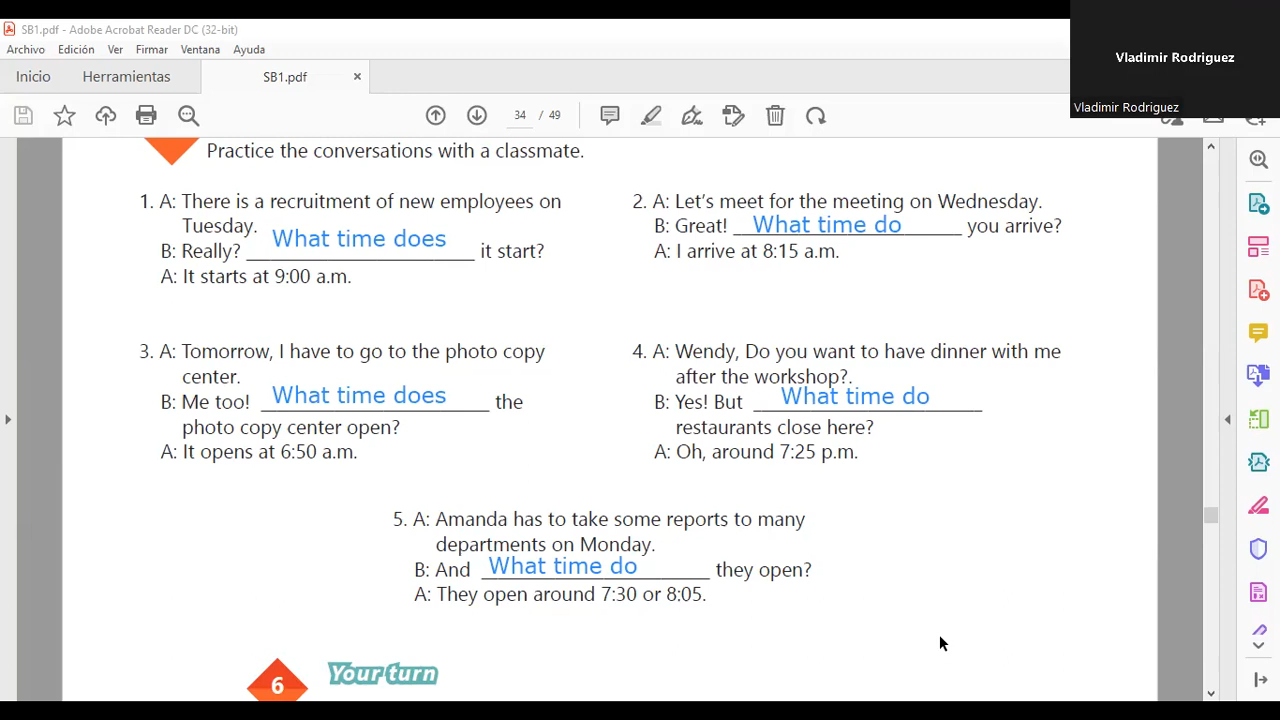 SB1.pdf - Adobe Acrobat Reader DC (32-bit)
Archivo Edición Ver Firmar Ventana Ayuda
Inicio Herramientas SB1.pdf ×
34 / 49
Vladimir Rodriguez
Vladimir Rodriguez
Practice the conversations with a classmate.
1. A: There is a recruitment of new employees on
Tuesday.
B: Really? What time does it start?
A: It starts at 9:00 a.m.
2. A: Let's meet for the meeting on Wednesday.
B: Great! What time do you arrive?
A: I arrive at 8:15 a.m.
3. A: Tomorrow, I have to go to the photo copy
center.
B: Me too! What time does the
photo copy center open?
A: It opens at 6:50 a.m.
4. A: Wendy, Do you want to have dinner with me
after the workshop?.
B: Yes! But What time do
restaurants close here?
A: Oh, around 7:25 p.m.
5. A: Amanda has to take some reports to many
departments on Monday.
B: And What time do they open?
A: They open around 7:30 or 8:05.
6 Your turn